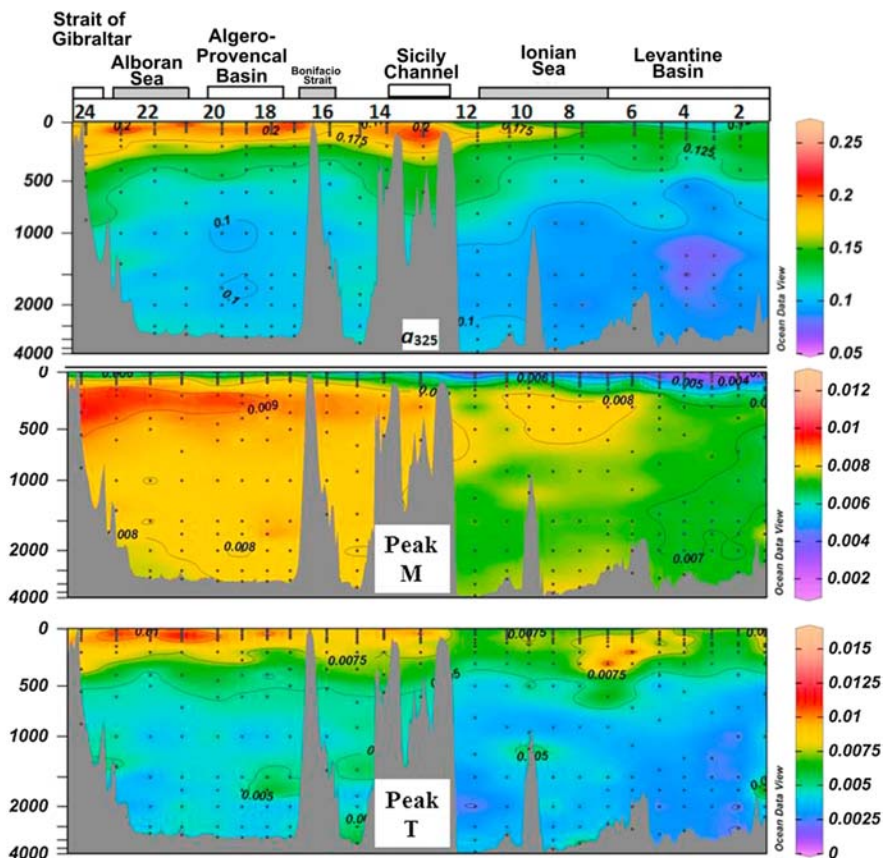 Strait of
Gibraltar
Alboran
Sea
Algero-
Provencal
Basin
Bonifacio
Strait
Sicily
Channel
Ionian
Sea
Levantine
Basin
24 22 20 18 16 14 12 10 8 6 4 2
0
500
1000
2000
4000
0.2
0.2
0.175
0.2
0.175
0.125
0.1
0.1
0.1
a325
Ocean Data View
0.25
0.2
0.15
0.1
0.05
0
500
1000
2000
4000
0.009
0.006
0.005
0.004
0.008
0.008
0.007
Peak
M
Ocean Data View
0.012
0.01
0.008
0.006
0.004
0.002
0
500
1000
2000
4000
0.01
0.0075
0.0075
0.0075
0.005
Peak
T
Ocean Data View
0.015
0.0125
0.01
0.0075
0.005
0.0025
0